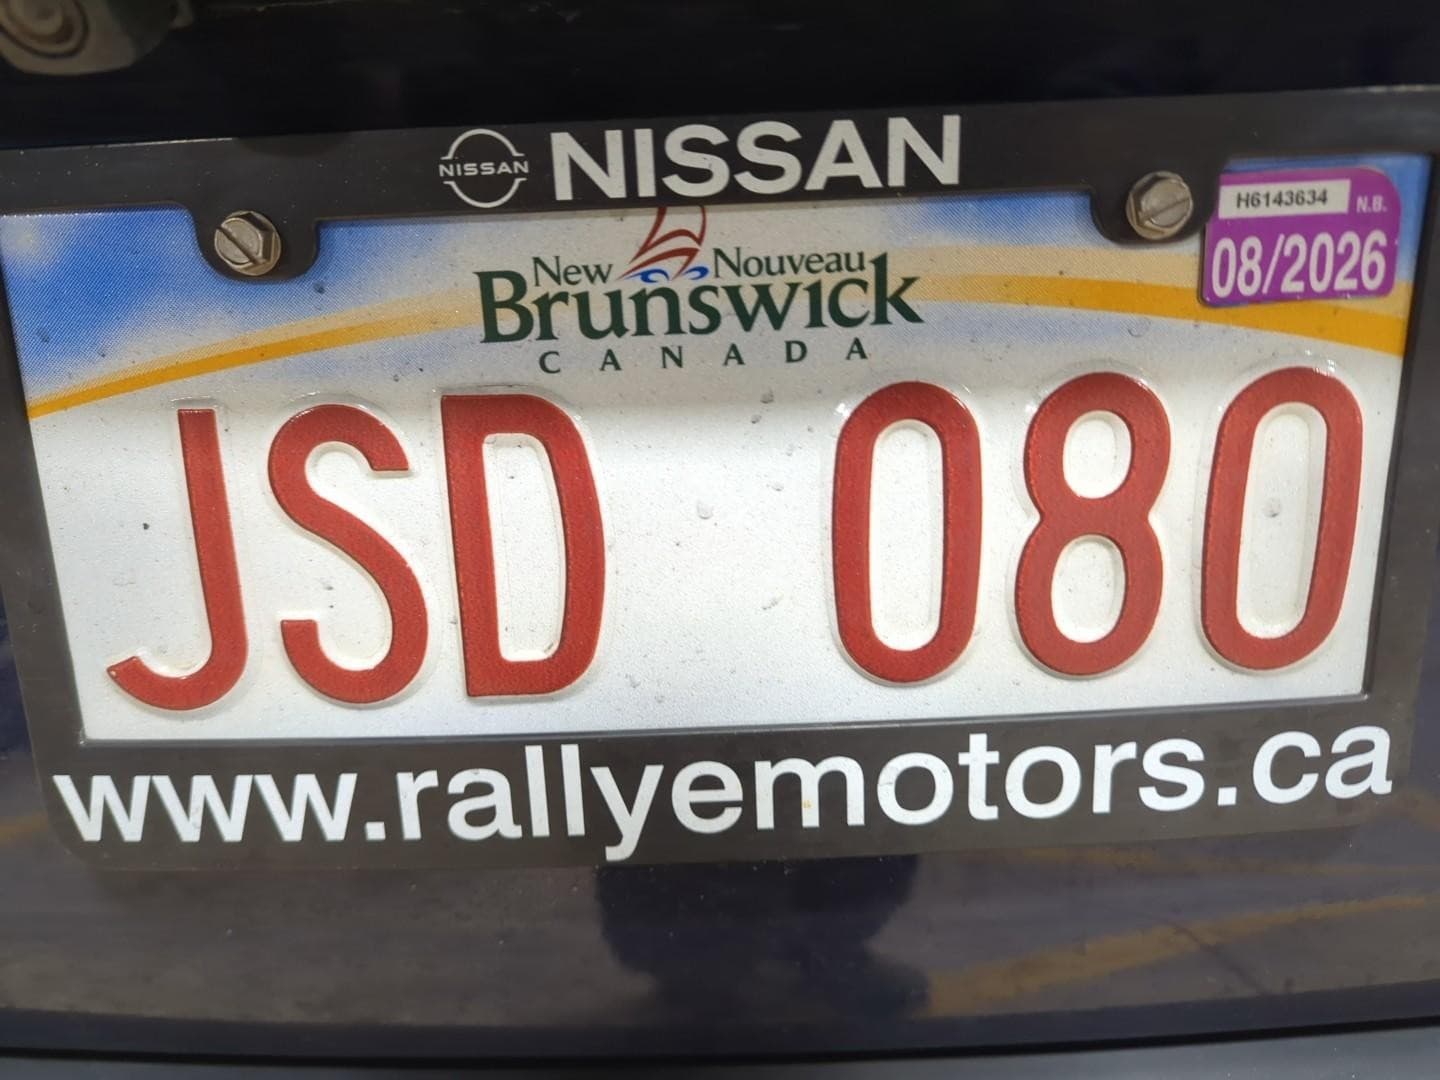 NISSAN NISSAN
H6143634 N.B.
08/2026
New Nouveau
Brunswick
CANADA
JSD 080
www.rallyemotors.ca